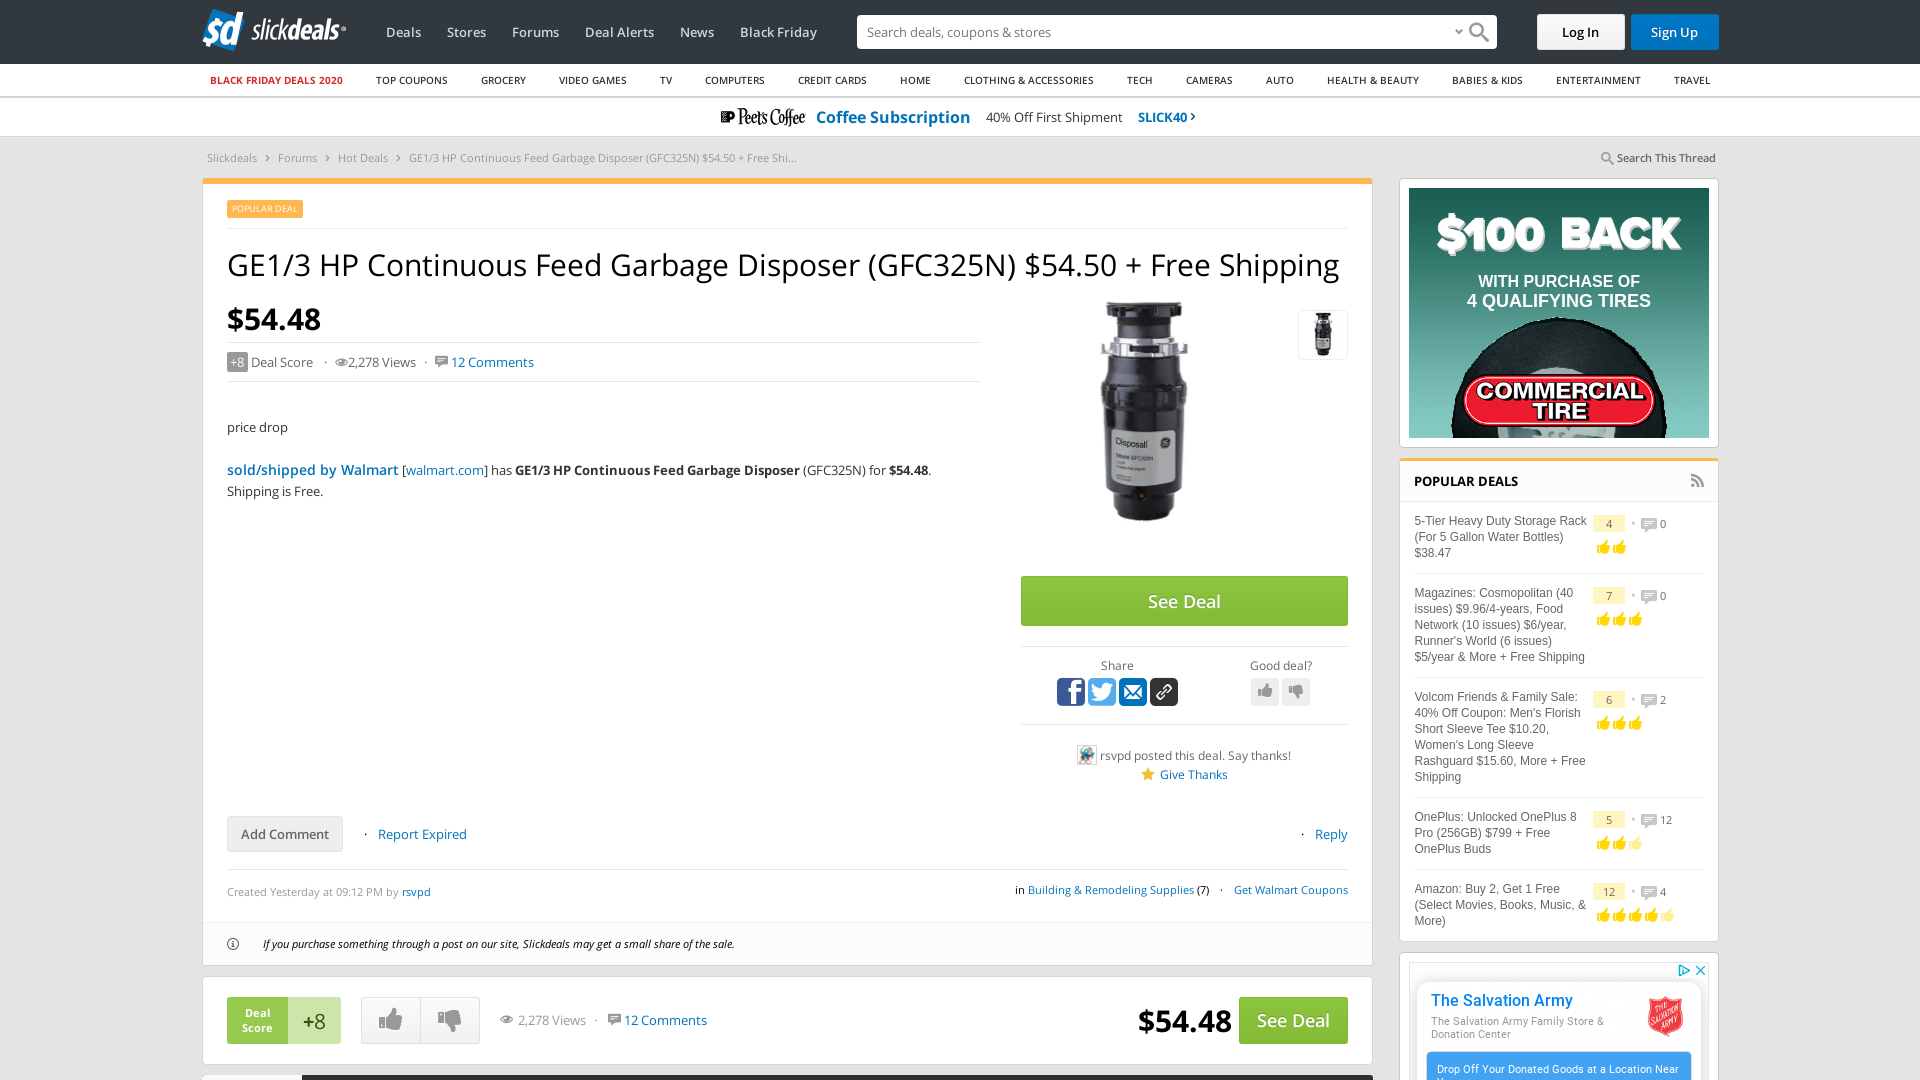 slickdeals
Deals
Stores
Forums
Deal Alerts
News
Black Friday
Search deals, coupons & stores
Log In
Sign Up
BLACK FRIDAY DEALS 2020
TOP COUPONS
GROCERY
VIDEO GAMES
TV
COMPUTERS
CREDIT CARDS
HOME
CLOTHING & ACCESSORIES
TECH
CAMERAS
AUTO
HEALTH & BEAUTY
BABIES & KIDS
ENTERTAINMENT
TRAVEL
Peet's Coffee Coffee Subscription 40% Off First Shipment SLICK40
Slickdeals > Forums > Hot Deals > GE1/3 HP Continuous Feed Garbage Disposer (GFC325N) $54.50 + Free Shi...
Search This Thread
POPULAR DEAL
GE1/3 HP Continuous Feed Garbage Disposer (GFC325N) $54.50 + Free Shipping
$54.48
+8 Deal Score · 2,278 Views · 12 Comments
price drop
sold/shipped by Walmart [walmart.com] has GE1/3 HP Continuous Feed Garbage Disposer (GFC325N) for $54.48.
Shipping is Free.
Disposall
See Deal
Share
Good deal?
rsvpd posted this deal. Say thanks!
Give Thanks
Add Comment
· Report Expired
· Reply
Created Yesterday at 09:12 PM by rsvpd
in Building & Remodeling Supplies (7) · Get Walmart Coupons
If you purchase something through a post on our site, Slickdeals may get a small share of the sale.
Deal
Score
+8
2,278 Views · 12 Comments
$54.48
See Deal
$100 BACK
WITH PURCHASE OF
4 QUALIFYING TIRES
COMMERCIAL
TIRE
POPULAR DEALS
5-Tier Heavy Duty Storage Rack
(For 5 Gallon Water Bottles)
$38.47
4 • 0
Magazines: Cosmopolitan (40
issues) $9.96/4-years, Food
Network (10 issues) $6/year,
Runner's World (6 issues)
$5/year & More + Free Shipping
7 • 0
Volcom Friends & Family Sale:
40% Off Coupon: Men's Florish
Short Sleeve Tee $10.20,
Women's Long Sleeve
Rashguard $15.60, More + Free
Shipping
6 • 2
OnePlus: Unlocked OnePlus 8
Pro (256GB) $799 + Free
OnePlus Buds
5 • 12
Amazon: Buy 2, Get 1 Free
(Select Movies, Books, Music, &
More)
12 • 4
The Salvation Army
The Salvation Army Family Store &
Donation Center
THE
SALVATION
ARMY
Drop Off Your Donated Goods at a Location Near